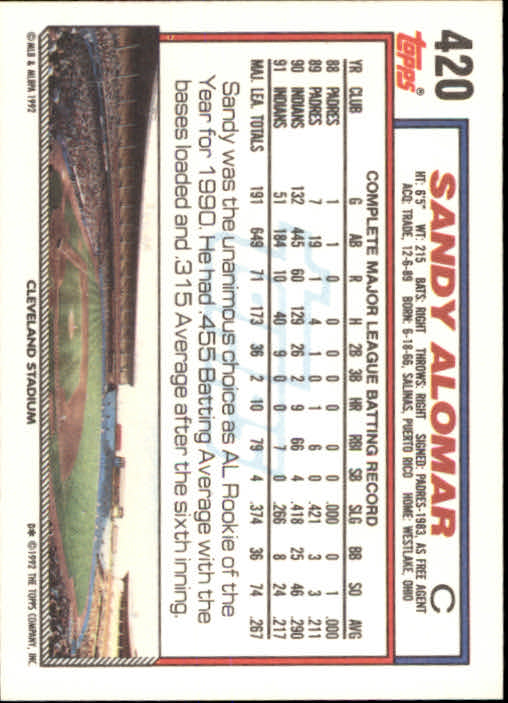 420
TOPPS®
SANDY ALOMAR C
HT: 6'5" WT: 215 BATS: RIGHT THROWS: RIGHT SIGNED: PADRES-1983, AS FREE AGENT
ACQ: TRADE, 12-6-89 BORN: 6-18-66, SALINAS, PUERTO RICO HOME: WESTLAKE, OHIO
COMPLETE MAJOR LEAGUE BATTING RECORD
YR CLUB G AB R H 2B 3B HR RBI SB SLG BB SO AVG
88 PADRES 1 1 0 0 0 0 0 0 0 .000 0 1 .000
89 PADRES 7 19 1 4 1 0 1 6 0 .421 3 3 .211
90 INDIANS 132 445 60 129 26 2 9 66 4 .418 25 46 .290
91 INDIANS 51 184 10 40 9 0 0 7 0 .266 8 24 .217
MAJ. LEA. TOTALS 191 649 71 173 36 2 10 79 4 .374 36 74 .267
Sandy was the unanimous choice as AL Rookie of the
Year for 1990. He had .455 Batting Average with the
bases loaded and .315 Average after the sixth inning.
© MLB & MLBPA 1992
CLEVELAND STADIUM
D* © 1992 THE TOPPS COMPANY, INC.